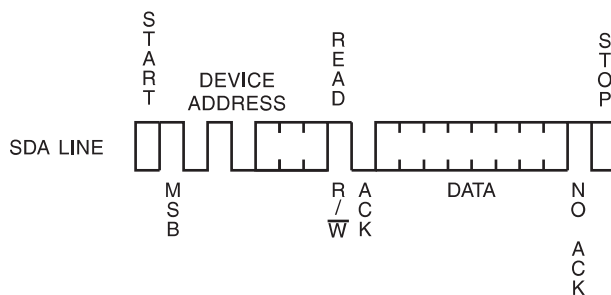 START
DEVICE
ADDRESS
READ
STOP
SDA LINE
MSB
R/W
ACK
DATA
NO ACK